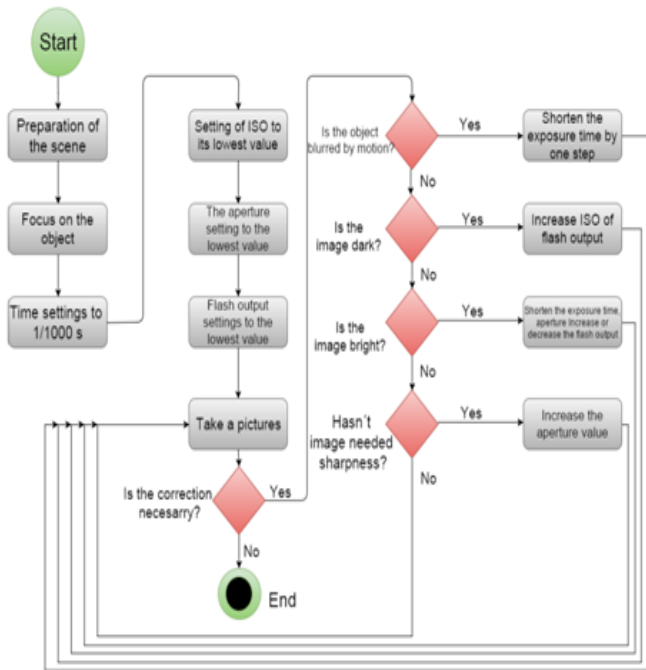 Start
Preparation of
the scene
Focus on the
object
Time settings to
1/1000 s
Setting of ISO to
its lowest value
The aperture
setting to the
lowest value
Flash output
settings to the
lowest value
Take a pictures
Is the correction
necesarry?
Yes
No
End
Is the object
blurred by motion?
Yes
Shorten the
exposure time by
one step
No
Is the
image dark?
Yes
Increase ISO of
flash output
No
Is the
image bright?
Yes
Shorten the exposure time,
aperture increase or
decrease the flash output
No
Hasn´t
image needed
sharpness?
Yes
Increase the
aperture value
No